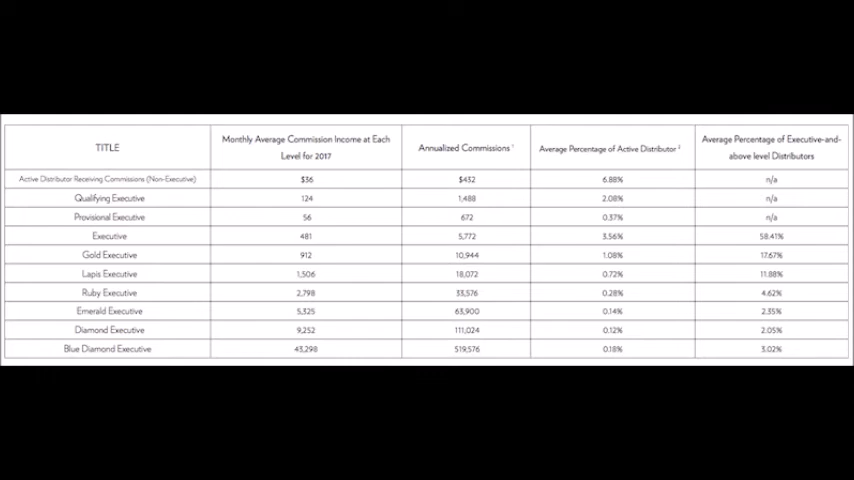 TITLE Monthly Average Commission Income at Each Level for 2017 Annualized Commissions ¹ Average Percentage of Active Distributor ² Average Percentage of Executive-and-above level Distributors
Active Distributor Receiving Commissions (Non-Executive) $36 $432 6.88% n/a
Qualifying Executive 124 1,488 2.08% n/a
Provisional Executive 56 672 0.37% n/a
Executive 481 5,772 3.56% 58.41%
Gold Executive 912 10,944 1.08% 17.67%
Lapis Executive 1,506 18,072 0.72% 11.88%
Ruby Executive 2,798 33,576 0.28% 4.62%
Emerald Executive 5,325 63,900 0.14% 2.35%
Diamond Executive 9,252 111,024 0.12% 2.05%
Blue Diamond Executive 43,298 519,576 0.18% 3.02%